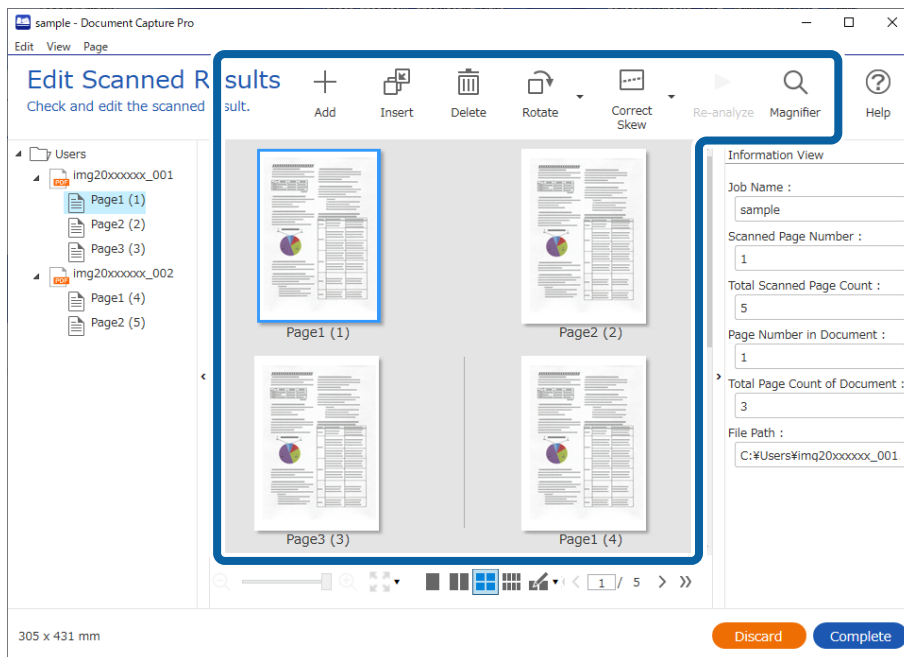 sample - Document Capture Pro
Edit View Page
Edit Scanned Results
Check and edit the scanned result.
Add
Insert
Delete
Rotate
Correct Skew
Re-analyze
Magnifier
Help
Users
PDF img20xxxxxx_001
Page1 (1)
Page2 (2)
Page3 (3)
PDF img20xxxxxx_002
Page1 (4)
Page2 (5)
Page1 (1)
Page2 (2)
Page3 (3)
Page1 (4)
Information View
Job Name :
sample
Scanned Page Number :
1
Total Scanned Page Count :
5
Page Number in Document :
1
Total Page Count of Document :
3
File Path :
C:¥Users¥img20xxxxxx_001
1 / 5
305 x 431 mm
Discard
Complete